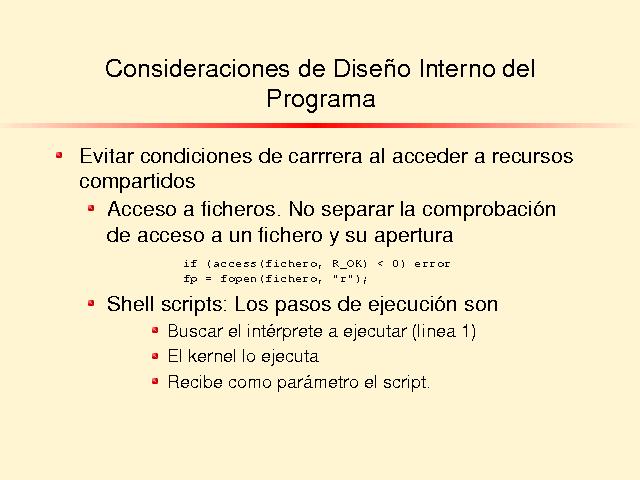 Consideraciones de Diseño Interno del
Programa
Evitar condiciones de carrrera al acceder a recursos
compartidos
Acceso a ficheros. No separar la comprobación
de acceso a un fichero y su apertura
if (access(fichero, R_OK) < 0) error
fp = fopen(fichero, "r");
Shell scripts: Los pasos de ejecución son
Buscar el intérprete a ejecutar (linea 1)
El kernel lo ejecuta
Recibe como parámetro el script.